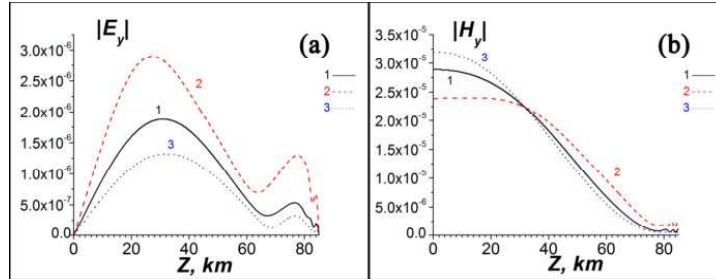 |E_y| (a)
3.0x10^-6
2.5x10^-6
2.0x10^-6
1.5x10^-6
1.0x10^-6
5.0x10^-7
0.0
1
2
3
1
2
3
0 20 40 60 80
Z, km
|H_y| (b)
3.5x10^-5
3.0x10^-5
2.5x10^-5
2.0x10^-5
1.5x10^-5
1.0x10^-5
5.0x10^-6
0.0
3
1
2
1
2
3
0 20 40 60 80
Z, km